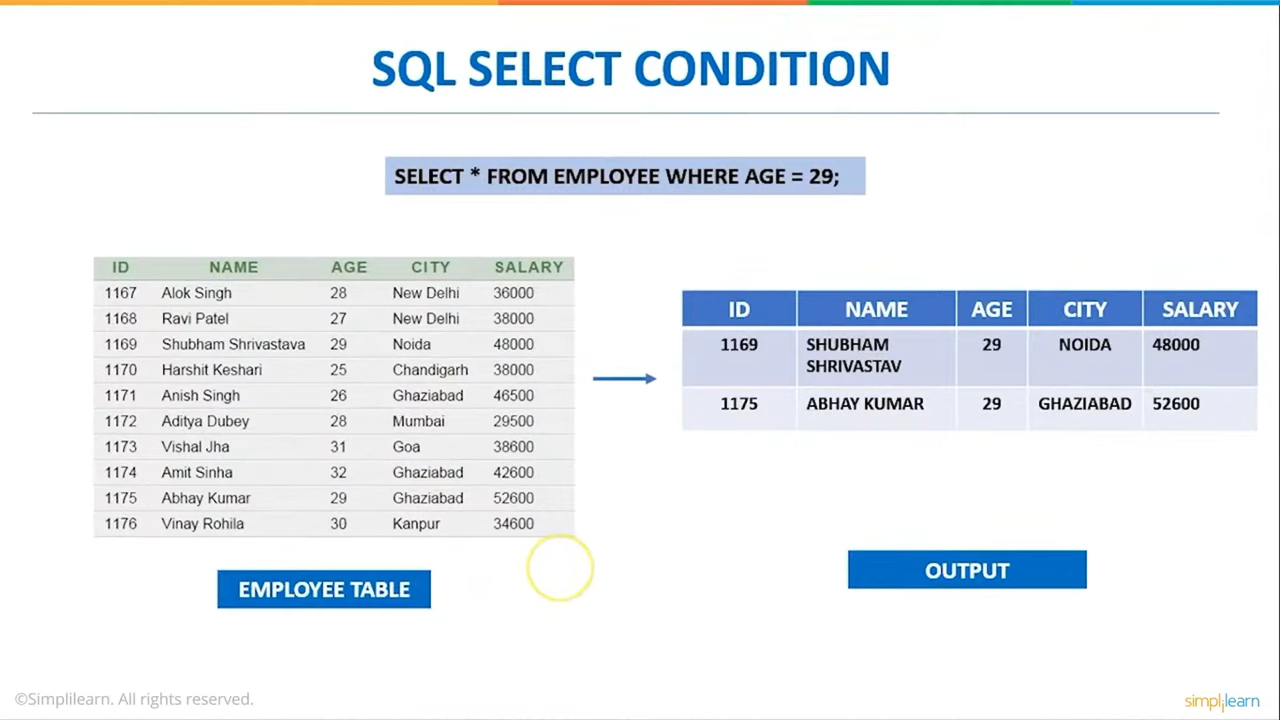 SQL SELECT CONDITION
SELECT * FROM EMPLOYEE WHERE AGE = 29;
ID NAME AGE CITY SALARY
1167 Alok Singh 28 New Delhi 36000
1168 Ravi Patel 27 New Delhi 38000
1169 Shubham Shrivastava 29 Noida 48000
1170 Harshit Keshari 25 Chandigarh 38000
1171 Anish Singh 26 Ghaziabad 46500
1172 Aditya Dubey 28 Mumbai 29500
1173 Vishal Jha 31 Goa 38600
1174 Amit Sinha 32 Ghaziabad 42600
1175 Abhay Kumar 29 Ghaziabad 52600
1176 Vinay Rohila 30 Kanpur 34600
EMPLOYEE TABLE
ID NAME AGE CITY SALARY
1169 SHUBHAM 29 NOIDA 48000
SHRIVASTAV
1175 ABHAY KUMAR 29 GHAZIABAD 52600
OUTPUT
©Simplilearn. All rights reserved.
simplilearn